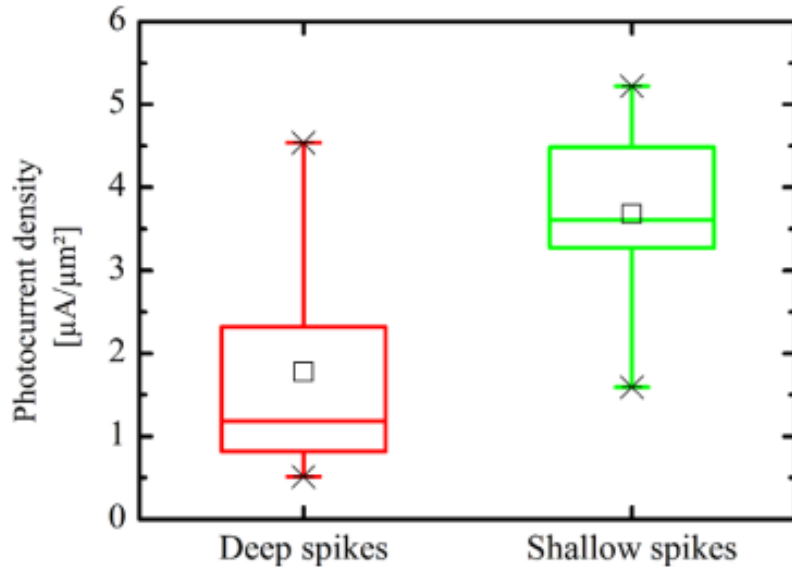 Photocurrent density
[μA/μm²]
6
5
4
3
2
1
0
Deep spikes
Shallow spikes